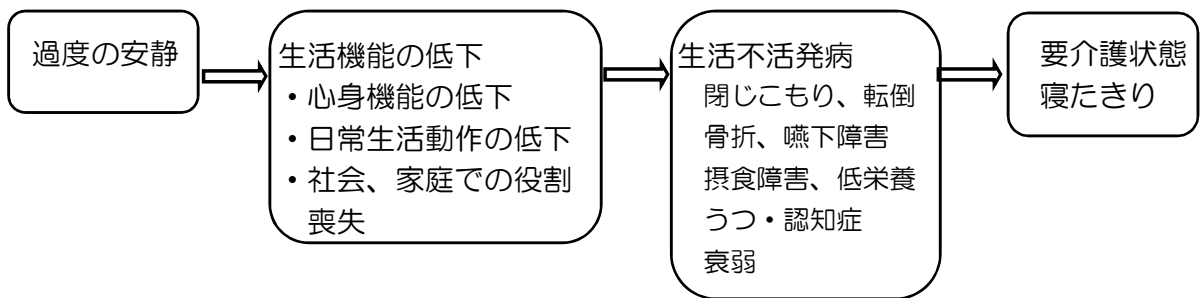 過度の安静
生活機能の低下
・心身機能の低下
・日常生活動作の低下
・社会、家庭での役割
喪失
生活不活発病
閉じこもり、転倒
骨折、嚥下障害
摂食障害、低栄養
うつ・認知症
衰弱
要介護状態
寝たきり